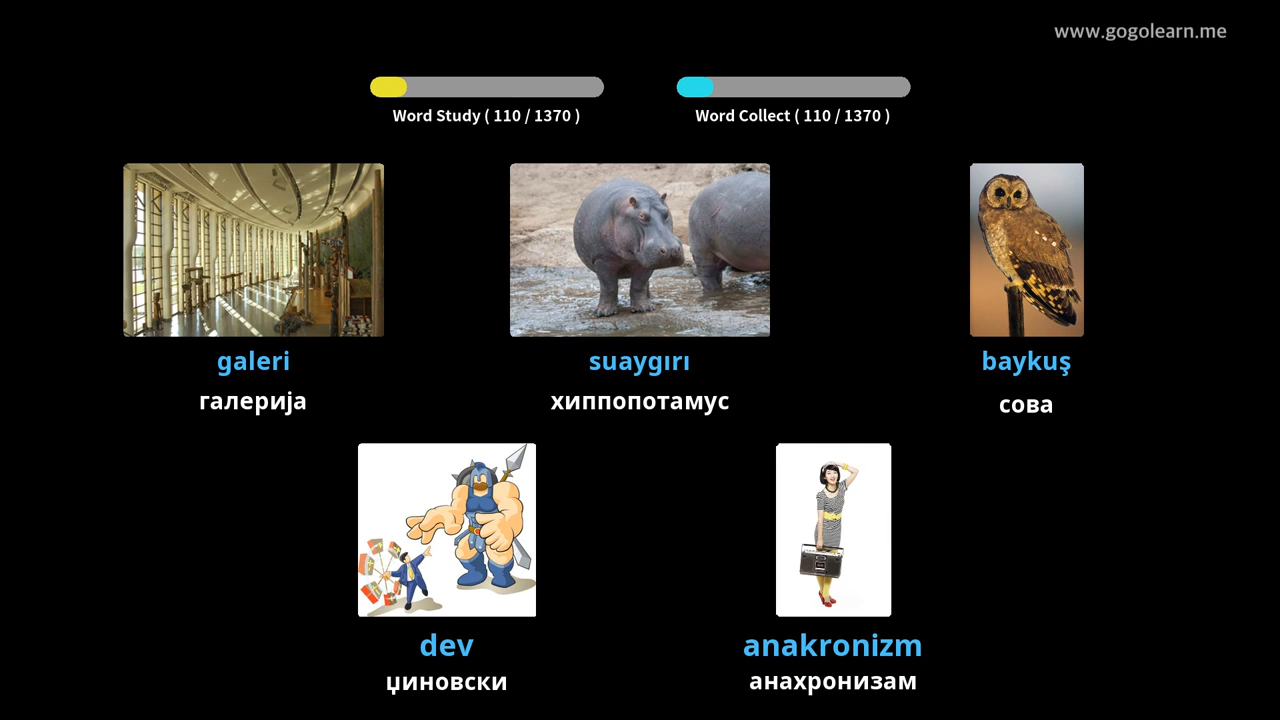 www.gogolearn.me
Word Study ( 110 / 1370 )
Word Collect ( 110 / 1370 )
galeri
suaygırı
baykuş
галерија
хиппопотамус
сова
dev
anakronizm
џиновски
анахронизам